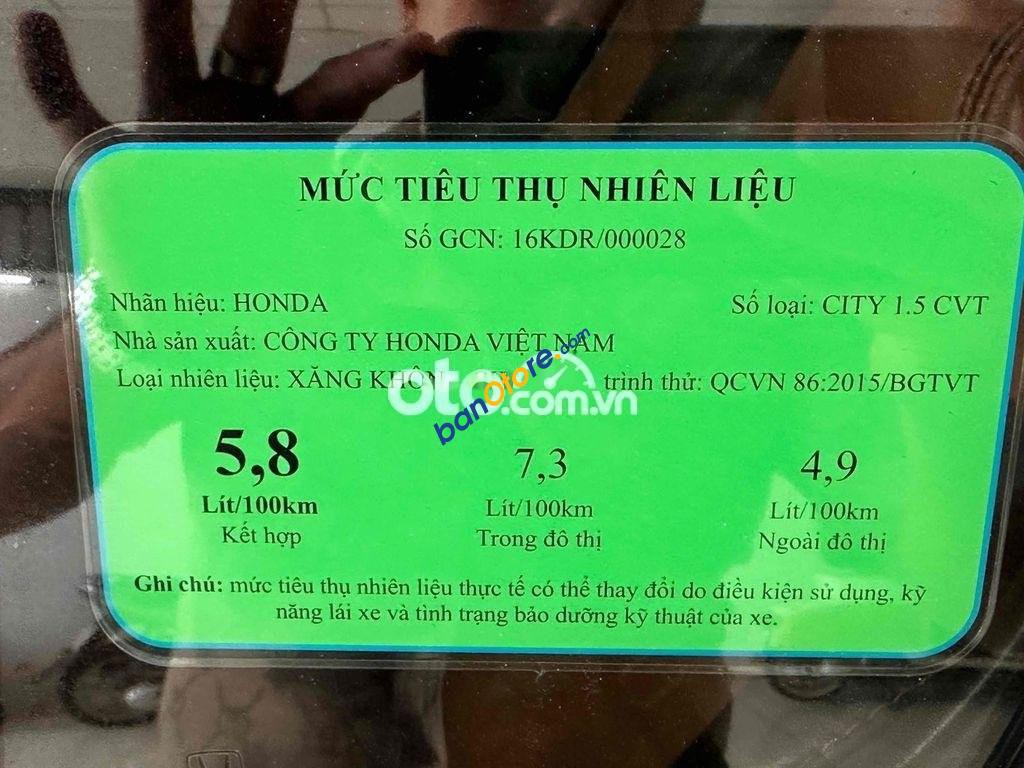 MỨC TIÊU THỤ NHIÊN LIỆU
Số GCN: 16KDR/000028
Nhãn hiệu: HONDA Số loại: CITY 1.5 CVT
Nhà sản xuất: CÔNG TY HONDA VIỆT NAM
Loại nhiên liệu: XĂNG KHÔNG trình thử: QCVN 86:2015/BGTVT
oto.com.vn
banOtore.com
5,8 7,3 4,9
Lít/100km Lít/100km Lít/100km
Kết hợp Trong đô thị Ngoài đô thị
Ghi chú: mức tiêu thụ nhiên liệu thực tế có thể thay đổi do điều kiện sử dụng, kỹ
năng lái xe và tình trạng bảo dưỡng kỹ thuật của xe.